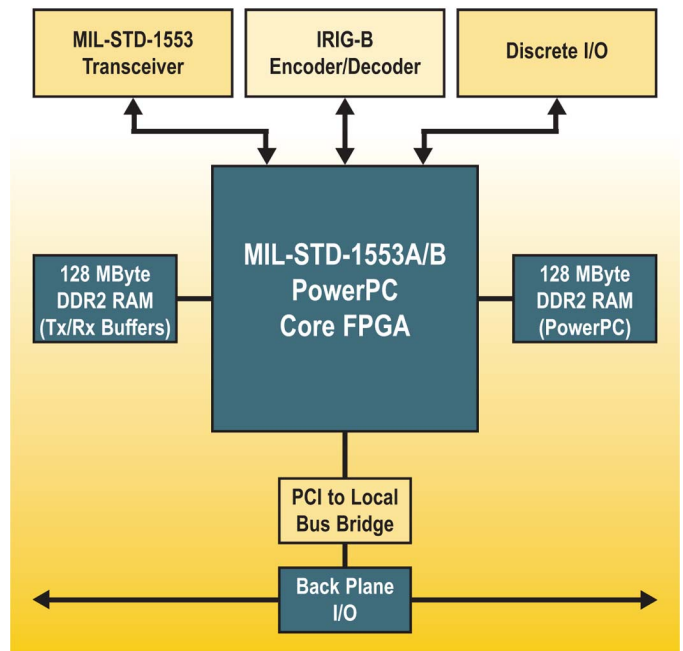 MIL-STD-1553
Transceiver
IRIG-B
Encoder/Decoder
Discrete I/O
MIL-STD-1553A/B
PowerPC
Core FPGA
128 MByte
DDR2 RAM
(Tx/Rx Buffers)
128 MByte
DDR2 RAM
(PowerPC)
PCI to Local
Bus Bridge
Back Plane
I/O